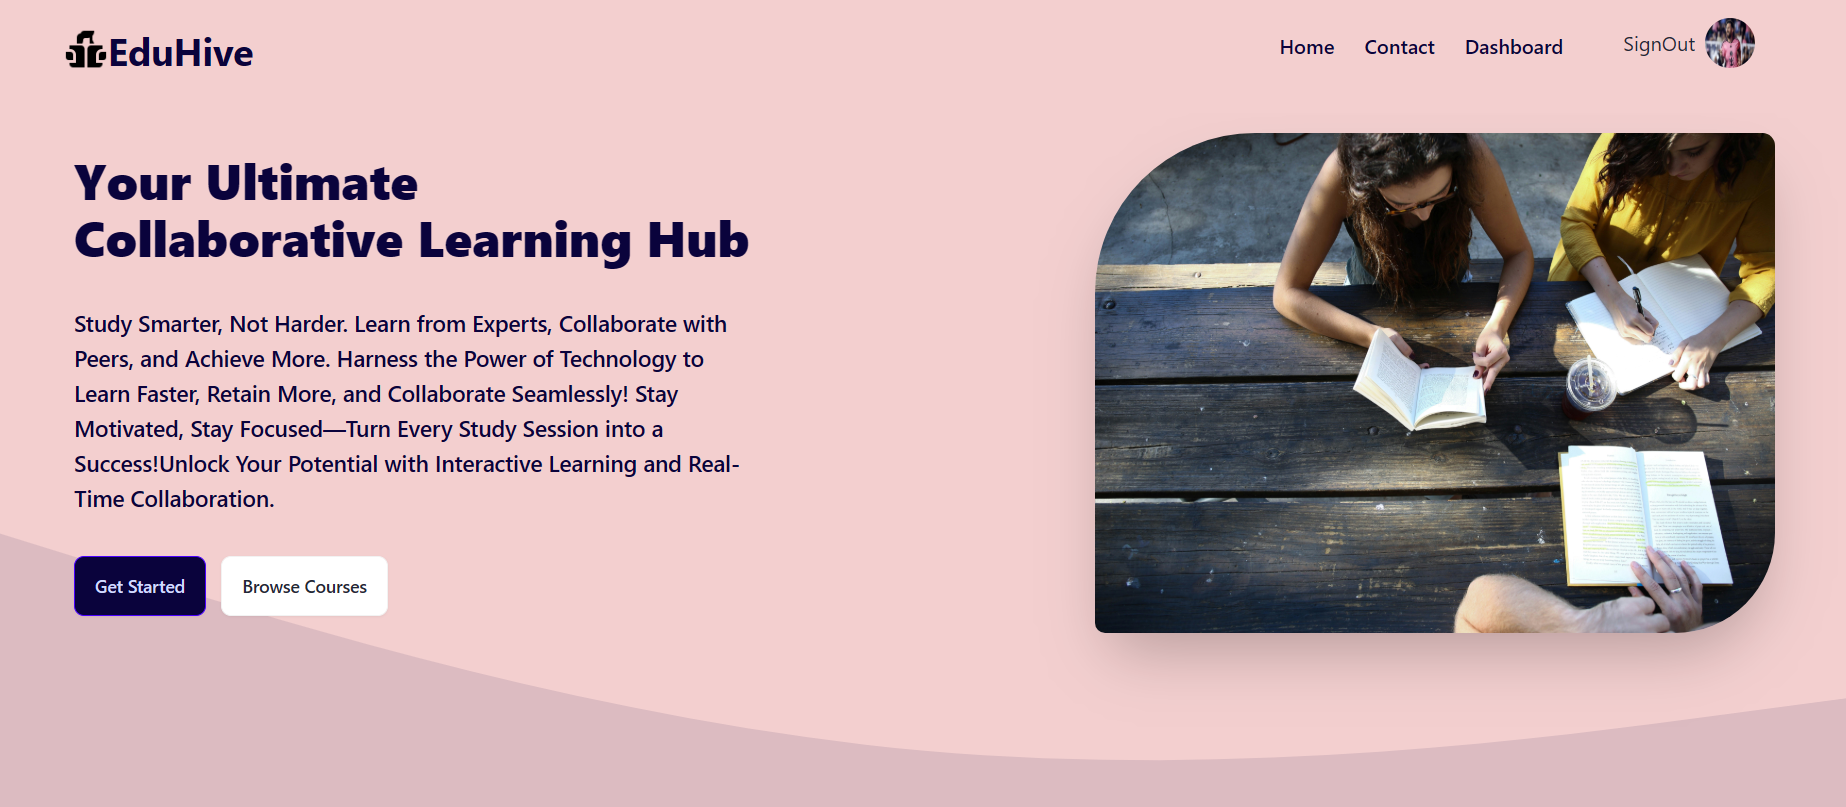 EduHive
Home Contact Dashboard SignOut
Your Ultimate
Collaborative Learning Hub
Study Smarter, Not Harder. Learn from Experts, Collaborate with
Peers, and Achieve More. Harness the Power of Technology to
Learn Faster, Retain More, and Collaborate Seamlessly! Stay
Motivated, Stay Focused—Turn Every Study Session into a
Success!Unlock Your Potential with Interactive Learning and Real-
Time Collaboration.
Get Started Browse Courses